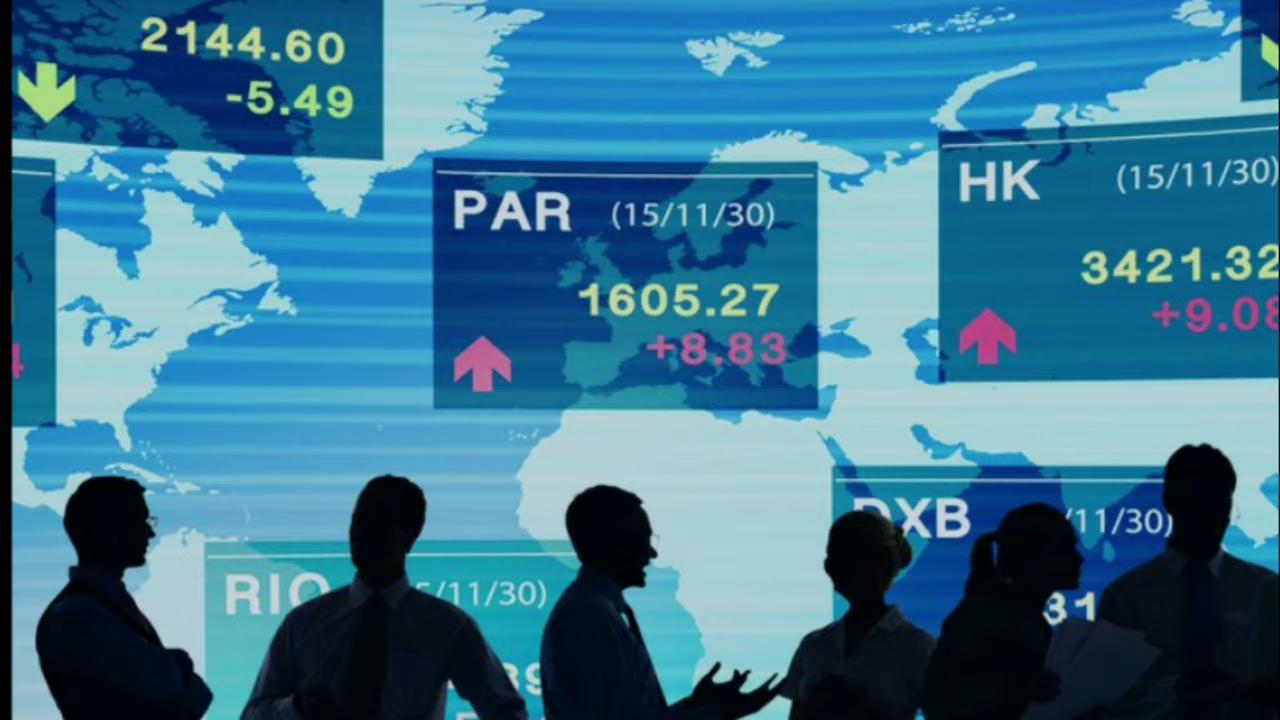 2144.60
-5.49
PAR (15/11/30)
1605.27
+8.83
HK (15/11/30)
3421.32
+9.08
DXB /11/30)
31
RIO 5/11/30)